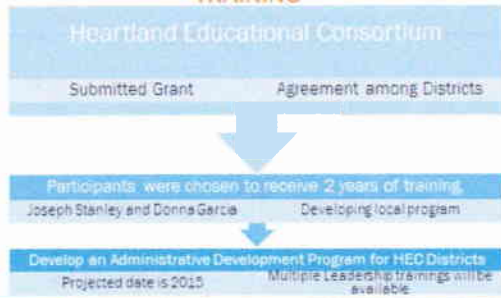 TRAINING
Heartland Educational Consortium
Submitted Grant Agreement among Districts
Participants were chosen to receive 2 years of training
Joseph Stanley and Donna Garcia Developing local program
Develop an Administrative Development Program for HEC Districts
Projected date is 2015 Multiple Leadership trainings will be
available